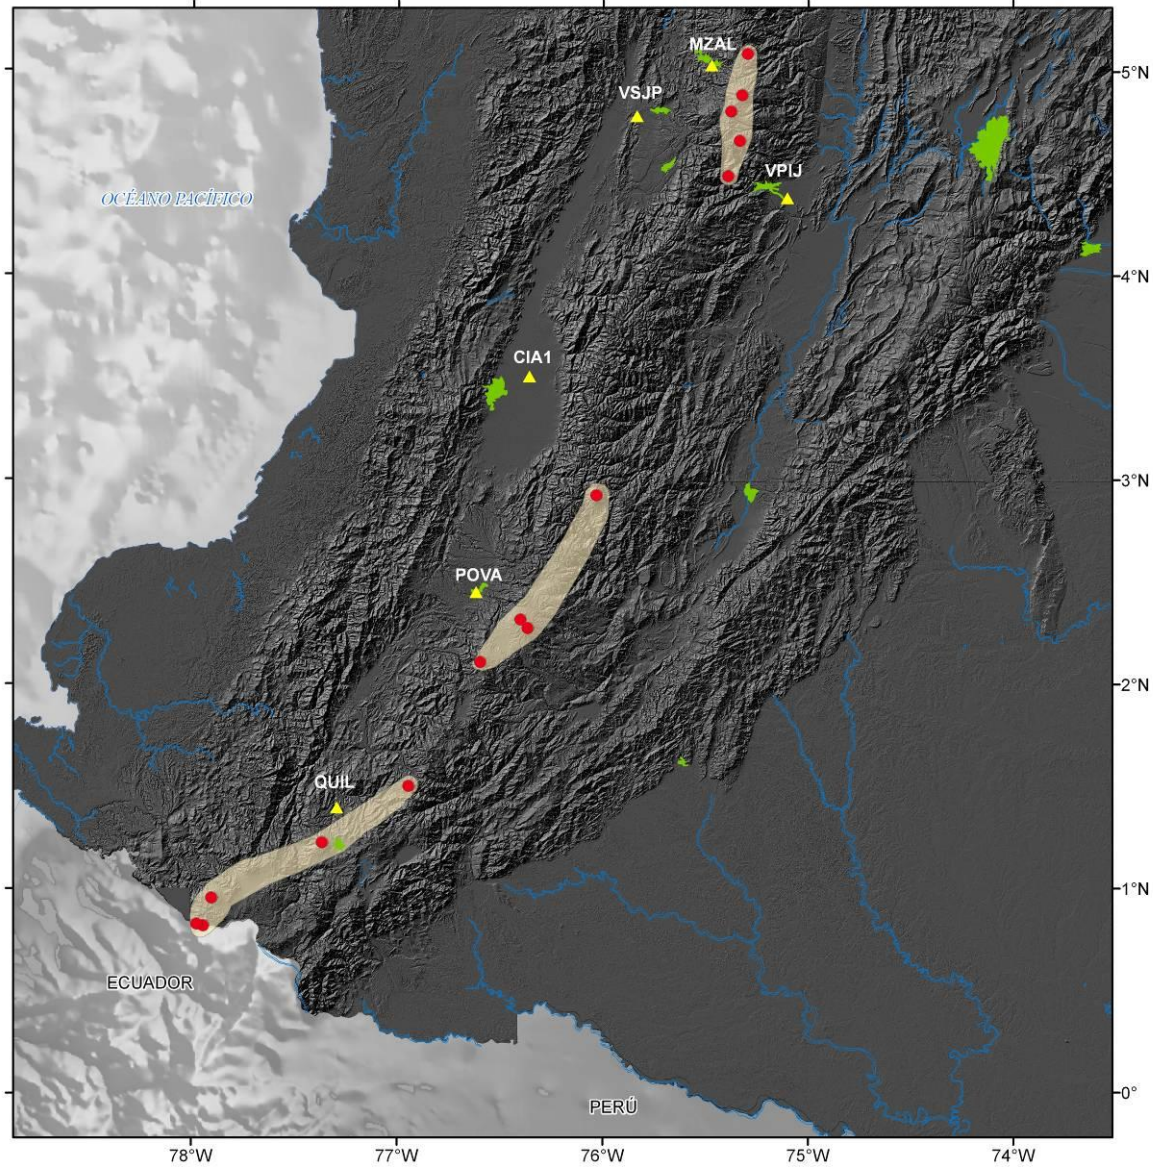 MZAL
5°N
VSJP
VPIJ
OCÉANO PACÍFICO
4°N
CIA1
3°N
POVA
2°N
QUIL
1°N
ECUADOR
0°
PERÚ
78°W
77°W
76°W
75°W
74°W